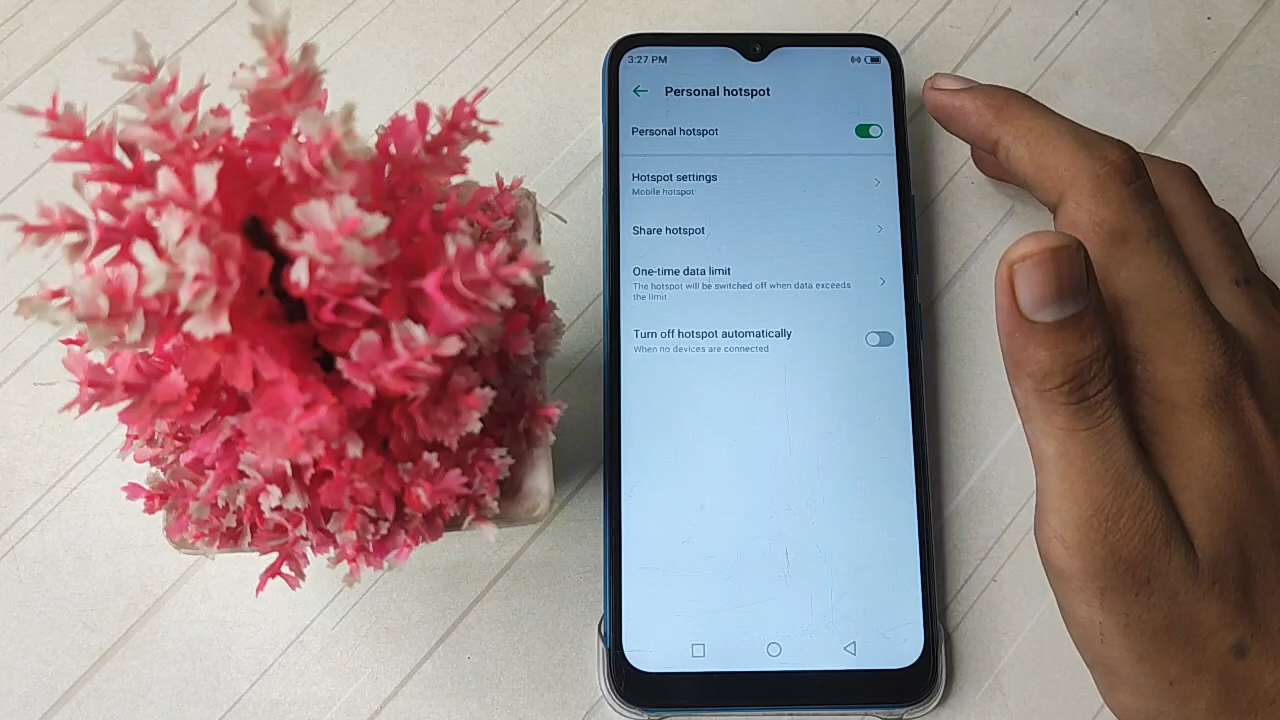 3:27 PM
Personal hotspot
Personal hotspot
Hotspot settings
Mobile hotspot
Share hotspot
One-time data limit
The hotspot will be switched off when data exceeds
the limit
Turn off hotspot automatically
When no devices are connected